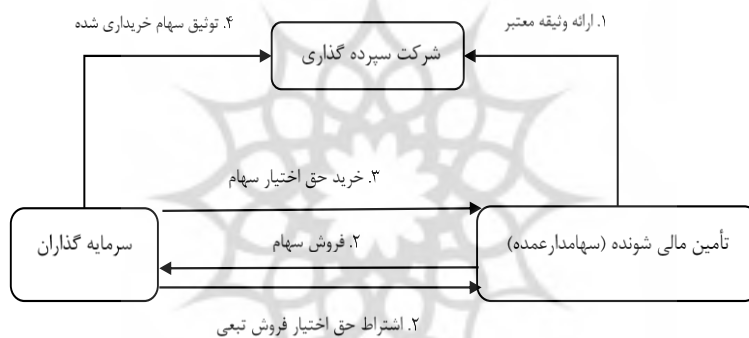 ۱. ارائه وثیقه معتبر
۴. توثیق سهام خریداری شده
شرکت سپرده گذاری
۳. خرید حق اختیار سهام
تأمین مالی شونده (سهامدارعمده)
۲. فروش سهام
سرمایه گذاران
۲. اشتراط حق اختیار فروش تبعی